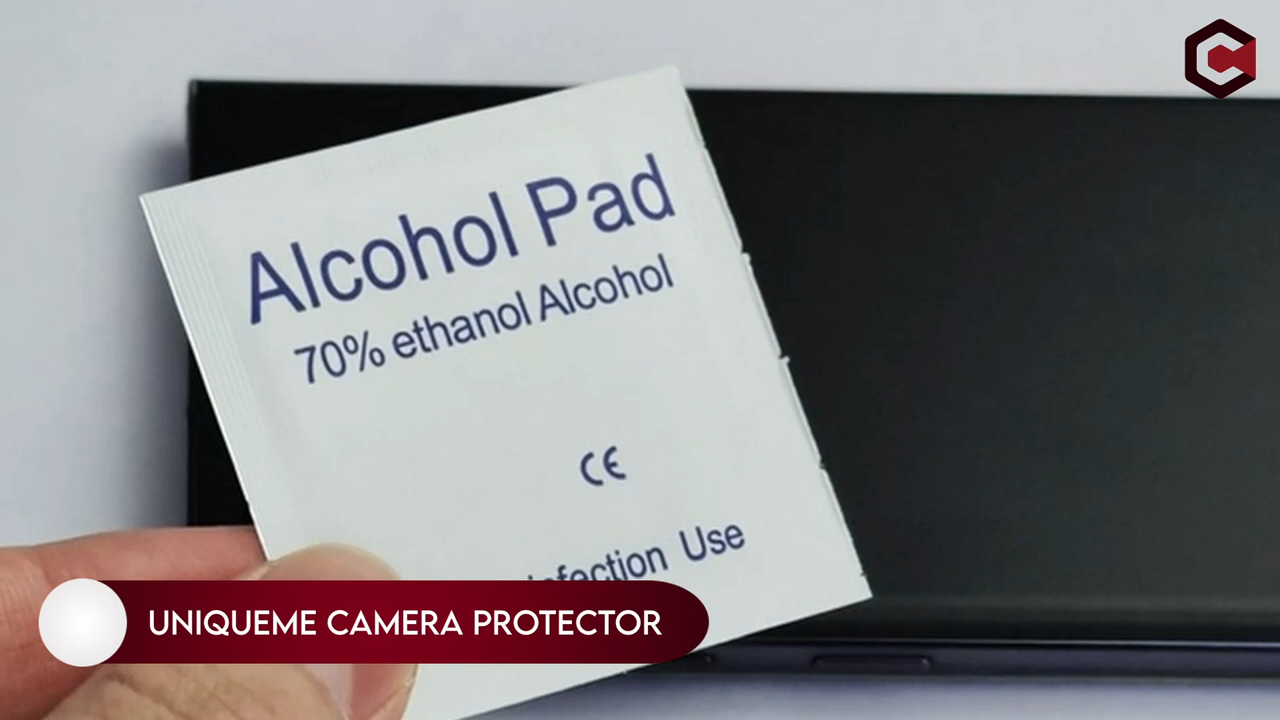 Alcohol Pad
70% ethanol Alcohol
CE
Use
UNIQUEME CAMERA PROTECTOR